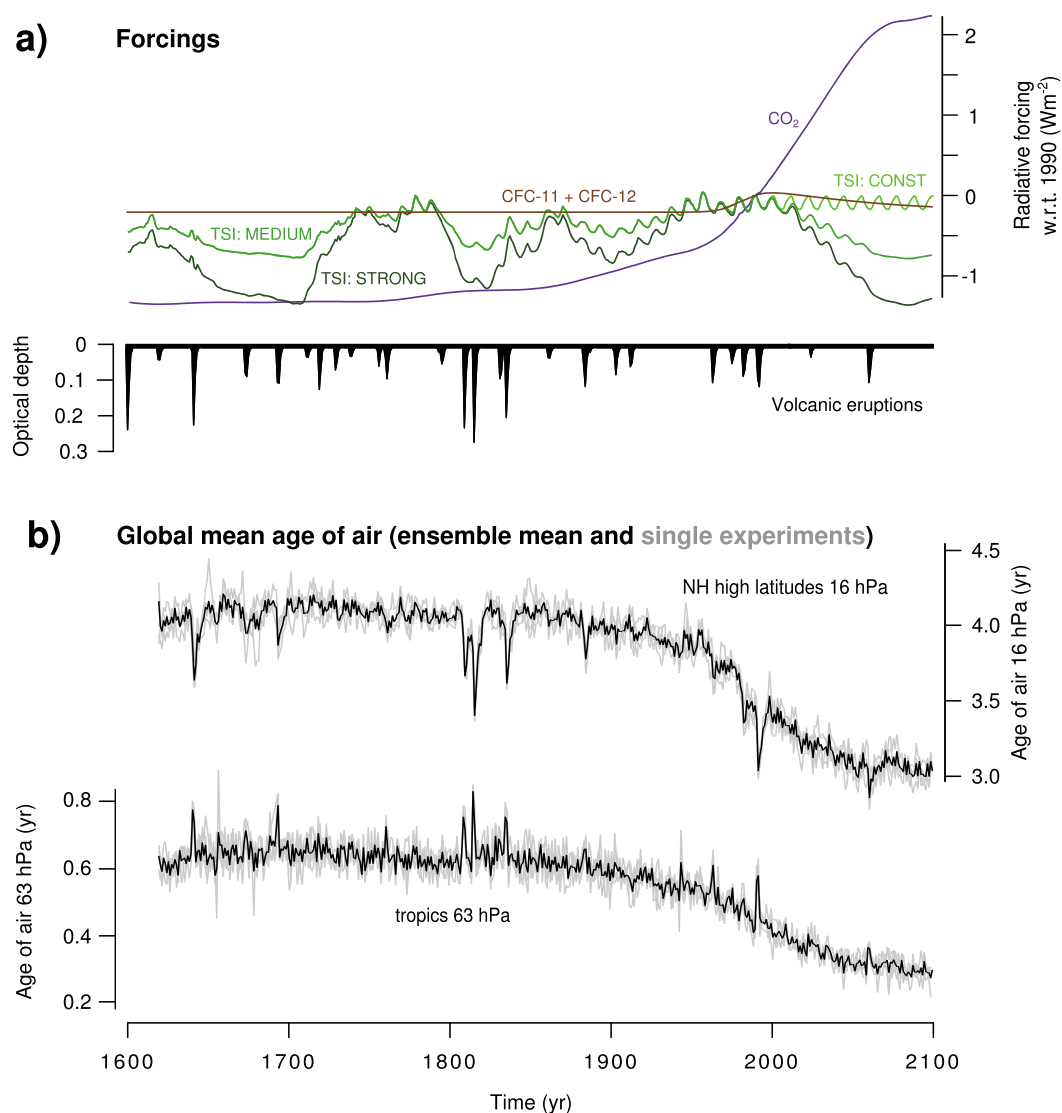 a)
Forcings
2
1
0
-1
Radiative forcing
w.r.t. 1990 (Wm⁻²)
CO₂
CFC-11 + CFC-12
TSI: CONST
TSI: MEDIUM
TSI: STRONG
0
0.1
0.2
0.3
Optical depth
Volcanic eruptions
b)
Global mean age of air (ensemble mean and single experiments)
4.5
4.0
3.5
3.0
Age of air 16 hPa (yr)
NH high latitudes 16 hPa
0.8
0.6
0.4
0.2
Age of air 63 hPa (yr)
tropics 63 hPa
1600 1700 1800 1900 2000 2100
Time (yr)